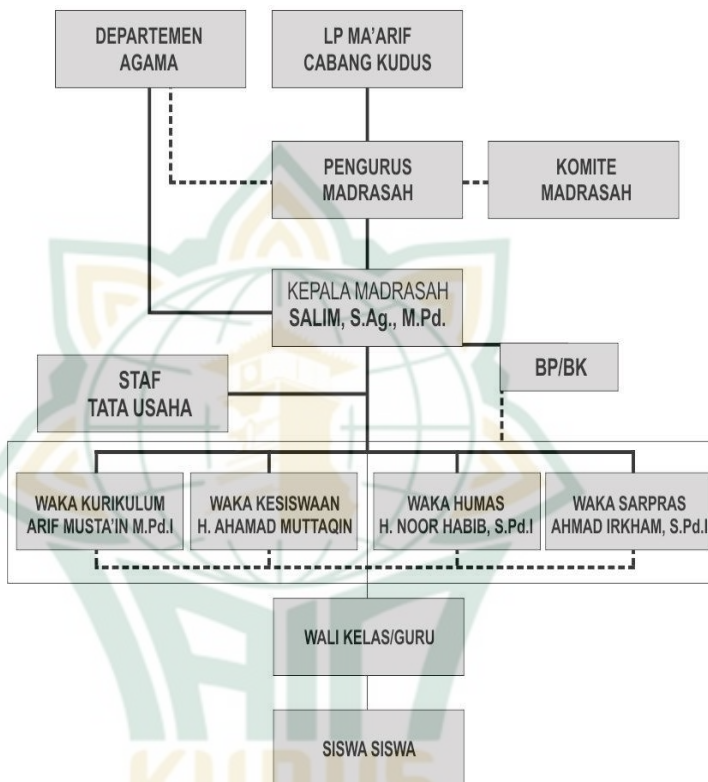 DEPARTEMEN
AGAMA
LP MA'ARIF
CABANG KUDUS
PENGURUS
MADRASAH
KOMITE
MADRASAH
KEPALA MADRASAH
SALIM, S.Ag., M.Pd.
BP/BK
STAF
TATA USAHA
WAKA KURIKULUM
ARIF MUSTA'IN M.Pd.I
WAKA KESISWAAN
H. AHAMAD MUTTAQIN
WAKA HUMAS
H. NOOR HABIB, S.Pd.I
WAKA SARPRAS
AHMAD IRKHAM, S.Pd.I
WALI KELAS/GURU
SISWA SISWA
KUDUS